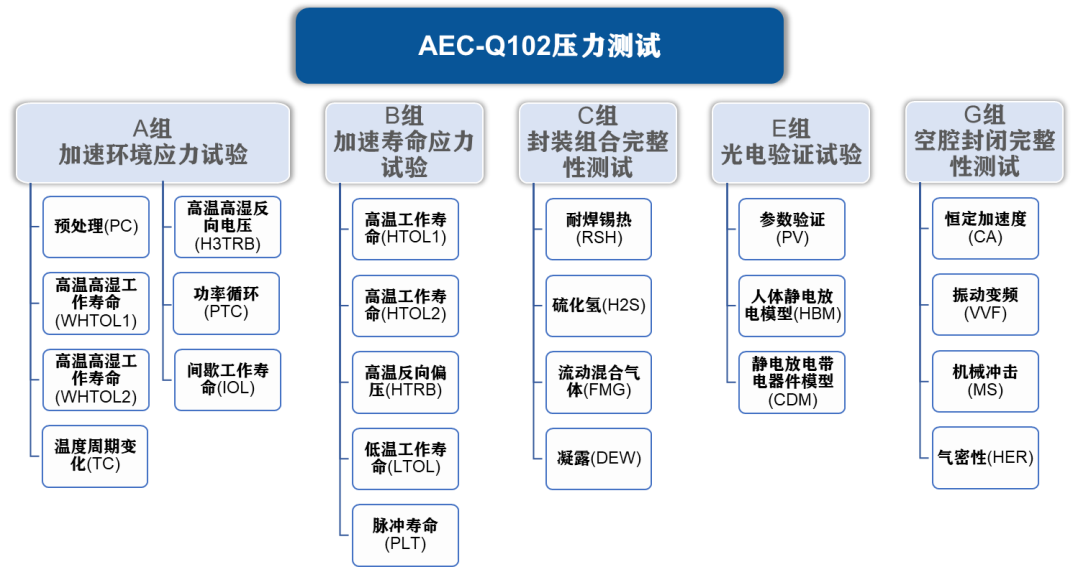 AEC-Q102压力测试
A组
加速环境应力试验
预处理(PC)
高温高湿工
作寿命
(WHTOL1)
高温高湿工
作寿命
(WHTOL2)
温度周期变
化(TC)
高温高湿反
向电压
(H3TRB)
功率循环
(PTC)
间歇工作寿
命(IOL)
B组
加速寿命应力
试验
高温工作寿
命(HTOL1)
高温工作寿
命(HTOL2)
高温反向偏
压(HTRB)
低温工作寿
命(LTOL)
脉冲寿命
(PLT)
C组
封装组合完整
性测试
耐焊锡热
(RSH)
硫化氢(H2S)
流动混合气
体(FMG)
凝露(DEW)
E组
光电验证试验
参数验证
(PV)
人体静电放
电模型(HBM)
静电放电带
电器件模型
(CDM)
G组
空腔封闭完整
性测试
恒定加速度
(CA)
振动变频
(VVF)
机械冲击
(MS)
气密性(HER)